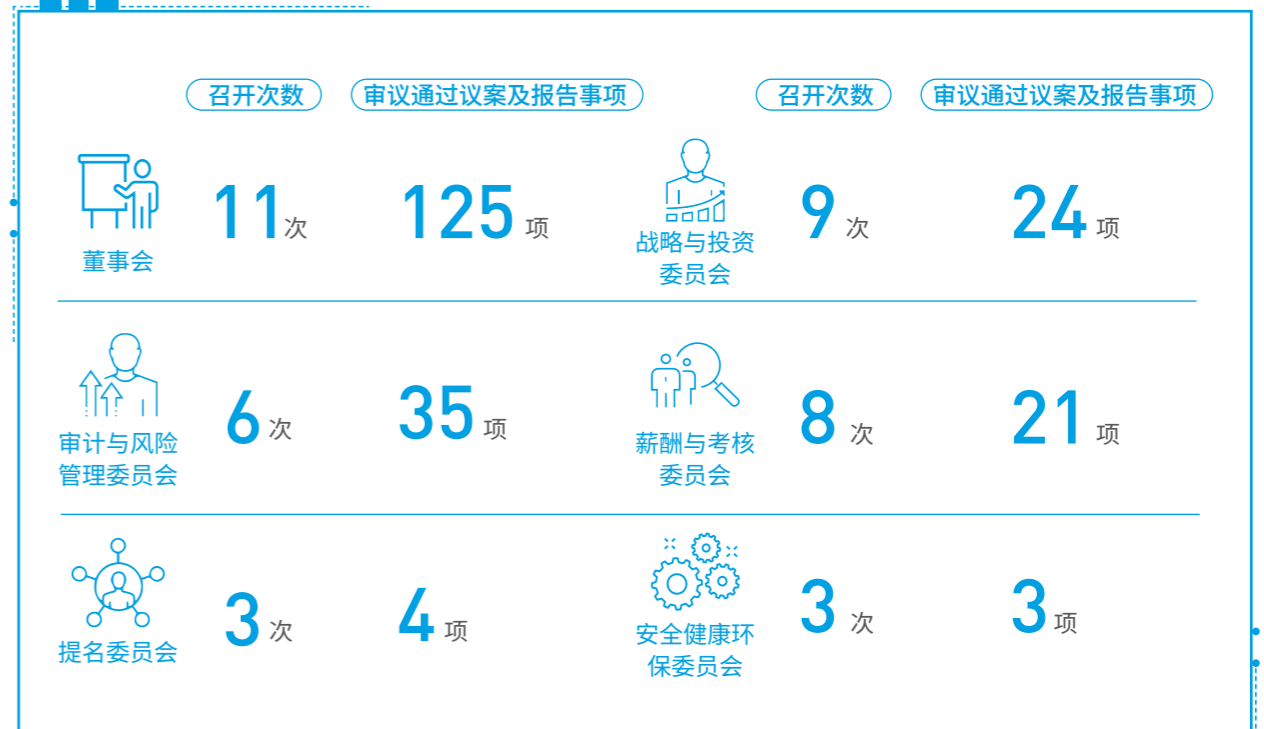 召开次数 审议通过议案及报告事项 召开次数 审议通过议案及报告事项
董事会 11次 125项
战略与投资
委员会 9次 24项
审计与风险
管理委员会 6次 35项
薪酬与考核
委员会 8次 21项
提名委员会 3次 4项
安全健康环
保委员会 3次 3项